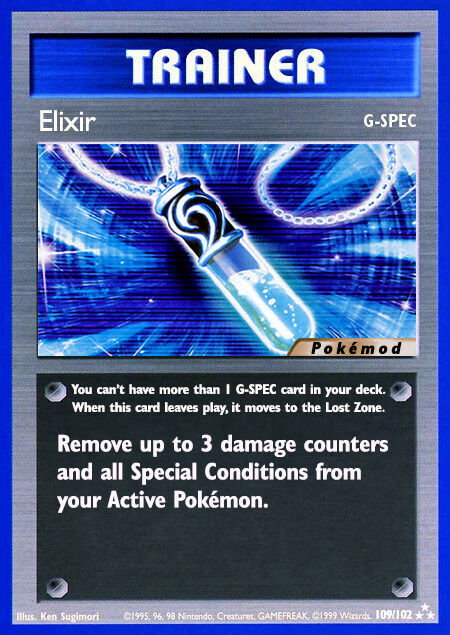 TRAINER
Elixir G-SPEC
Pokémod
You can't have more than 1 G-SPEC card in your deck.
When this card leaves play, it moves to the Lost Zone.
Remove up to 3 damage counters
and all Special Conditions from
your Active Pokémon.
Illus. Ken Sugimori ©1995, 96, 98 Nintendo, Creatures, GAMEFREAK. ©1999 Wizards. 109/102